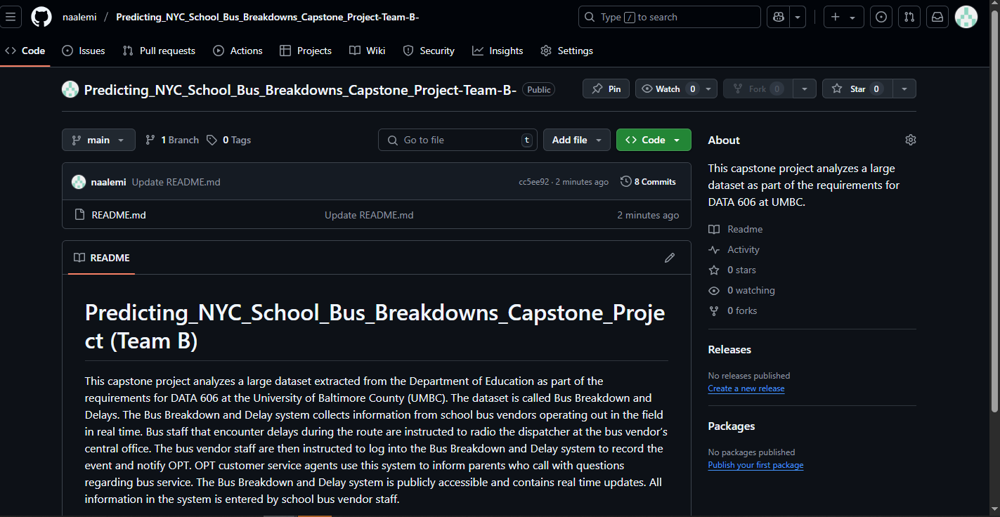 naalemi / Predicting_NYC_School_Bus_Breakdowns_Capstone_Project-Team-B-
Type / to search
Code Issues Pull requests Actions Projects Wiki Security Insights Settings
Predicting_NYC_School_Bus_Breakdowns_Capstone_Project-Team-B- Public
Pin Watch 0 Fork 0 Star 0
main 1 Branch 0 Tags Go to file t Add file Code
naalemi Update README.md cc5ee92 · 2 minutes ago 8 Commits
README.md Update README.md 2 minutes ago
README
Predicting_NYC_School_Bus_Breakdowns_Capstone_Proje
ct (Team B)
This capstone project analyzes a large dataset extracted from the Department of Education as part of the
requirements for DATA 606 at the University of Baltimore County (UMBC). The dataset is called Bus Breakdown and
Delays. The Bus Breakdown and Delay system collects information from school bus vendors operating out in the field
in real time. Bus staff that encounter delays during the route are instructed to radio the dispatcher at the bus vendor’s
central office. The bus vendor staff are then instructed to log into the Bus Breakdown and Delay system to record the
event and notify OPT. OPT customer service agents use this system to inform parents who call with questions
regarding bus service. The Bus Breakdown and Delay system is publicly accessible and contains real time updates. All
information in the system is entered by school bus vendor staff.
About
This capstone project analyzes a large
dataset as part of the requirements for
DATA 606 at UMBC.
Readme
Activity
0 stars
0 watching
0 forks
Releases
No releases published
Create a new release
Packages
No packages published
Publish your first package